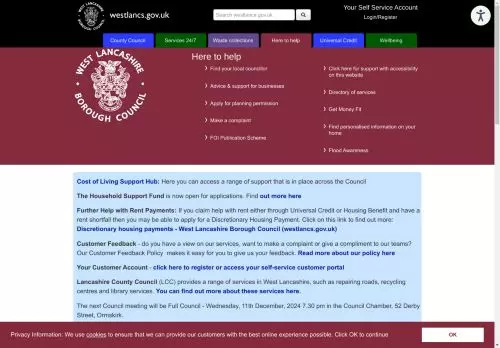 westlancs.gov.uk
Search westlancs.gov.uk
Your Self Service Account
Login/Register
County Council
Services 24/7
Waste collections
Here to help
Universal Credit
Wellbeing
WEST LANCASHIRE
BOROUGH COUNCIL
Here to help
Find your local councillor
Advice & support for businesses
Apply for planning permission
Make a complaint
FOI Publication Scheme
Click here for support with accessibility
on this website
Directory of services
Get Money Fit
Find personalised information on your
home
Flood Awareness
Cost of Living Support Hub: Here you can access a range of support that is in place across the Council
The Household Support Fund is now open for applications. Find out more here
Further Help with Rent Payments: If you claim help with rent either through Universal Credit or Housing Benefit and have
a rent shortfall then you may be able to apply for a Discretionary Housing Payment. Click on this link to find out more:
Discretionary housing payments - West Lancashire Borough Council (westlancs.gov.uk)
Customer Feedback - do you have a view on our services, want to make a complaint or give a compliment to our teams?
Our Customer Feedback Policy makes it easy for you to give us your feedback. Read more about our policy here
Your Customer Account - click here to register or access your self-service customer portal
Lancashire County Council (LCC) provides a range of services in West Lancashire, such as repairing roads, recycling
centres and library services. You can find out more about these services here.
The next Council meeting will be Full Council - Wednesday, 11th December, 2024 7.30 pm in the Council Chamber, 52 Derby
Street, Ormskirk.
Privacy Information: We use cookies to ensure that we can provide our customers with the best online experience possible. Click OK to continue
OK